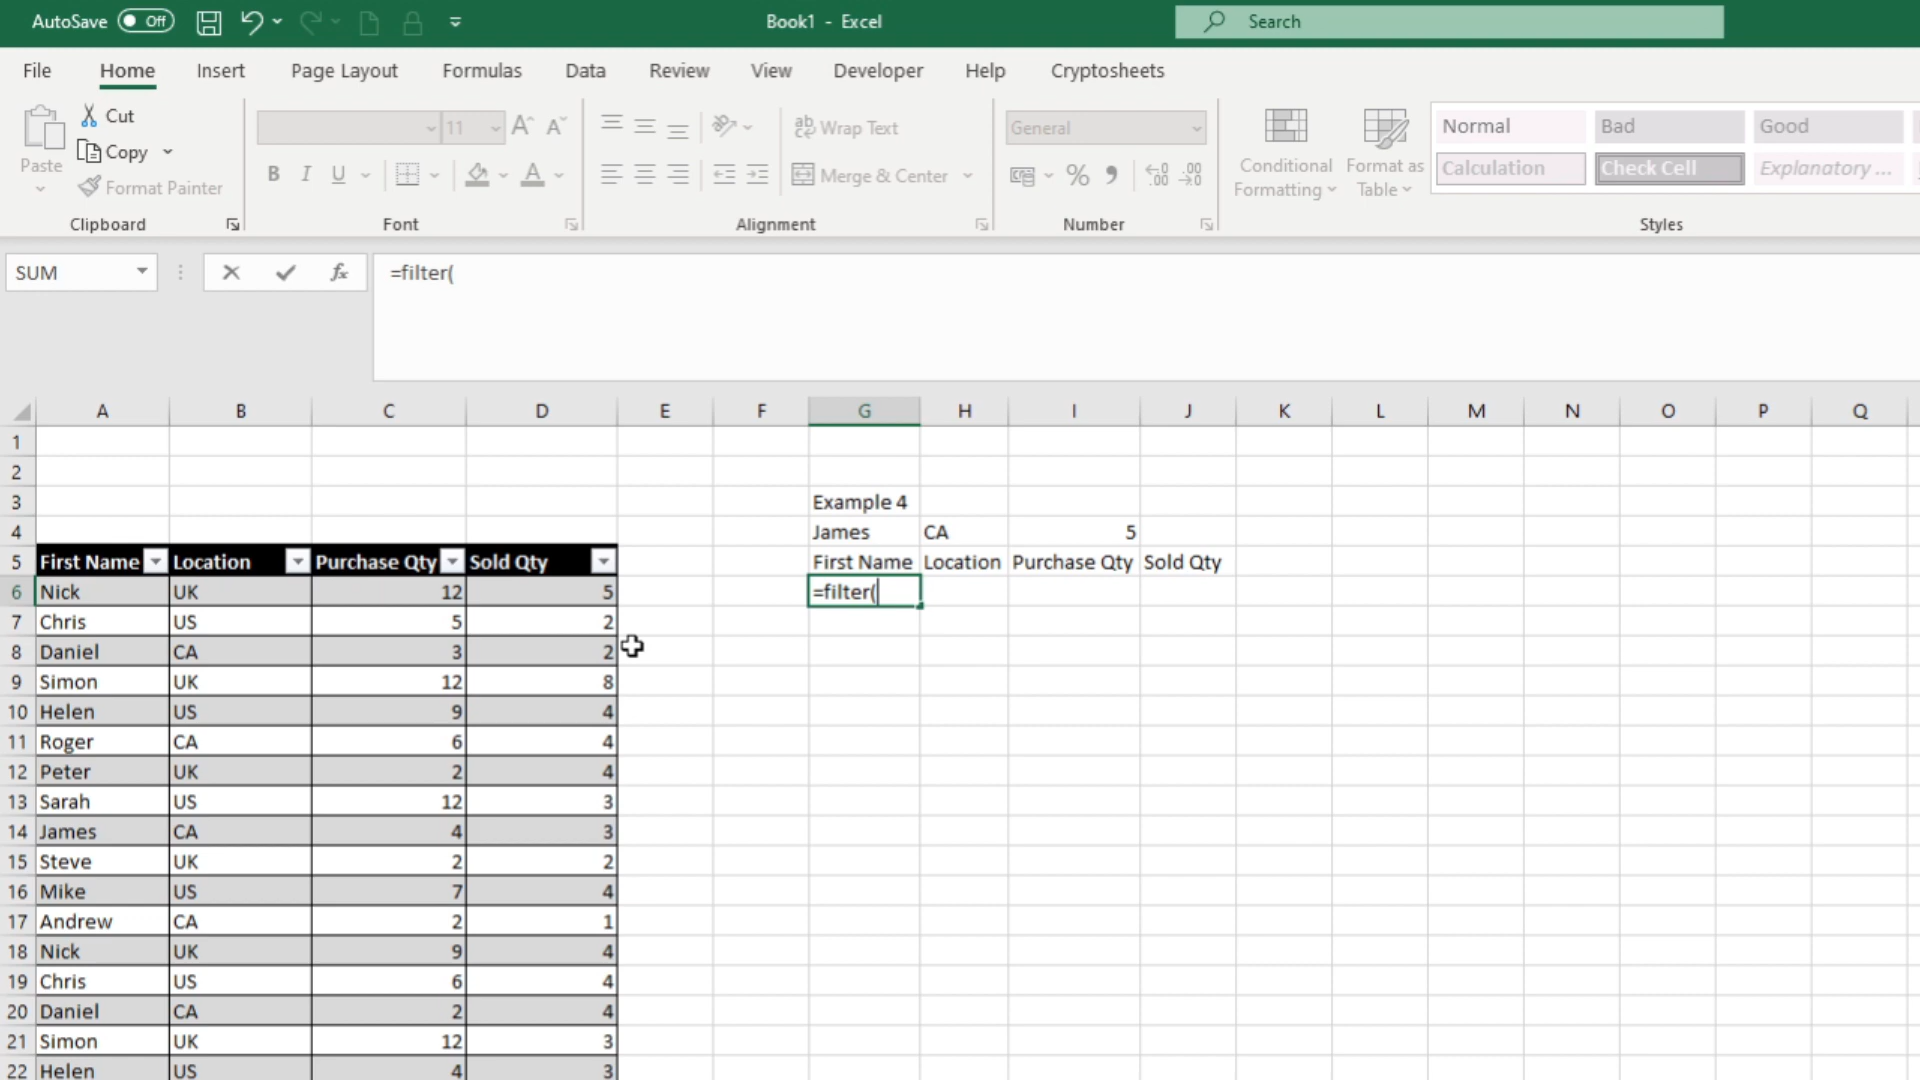 AutoSave Off Book1 - Excel Search
File Home Insert Page Layout Formulas Data Review View Developer Help Cryptosheets
Paste Cut Copy Format Painter
Clipboard
11 A A
B I U A
Font
ab Wrap Text
Merge & Center
Alignment
General
% 9 .00
Number
Conditional Formatting
Format as Table
Normal Bad Good
Calculation Check Cell Explanatory ...
Styles
SUM fx =filter(
A B C D E F G H I J K L M N O P Q
1
2
3 Example 4
4 James CA 5
5 First Name Location Purchase Qty Sold Qty First Name Location Purchase Qty Sold Qty
6 Nick UK 12 5 =filter(
7 Chris US 5 2
8 Daniel CA 3 2
9 Simon UK 12 8
10 Helen US 9 4
11 Roger CA 6 4
12 Peter UK 2 4
13 Sarah US 12 3
14 James CA 4 3
15 Steve UK 2 2
16 Mike US 7 4
17 Andrew CA 2 1
18 Nick UK 9 4
19 Chris US 6 4
20 Daniel CA 2 4
21 Simon UK 12 3
22 Helen US 4 3